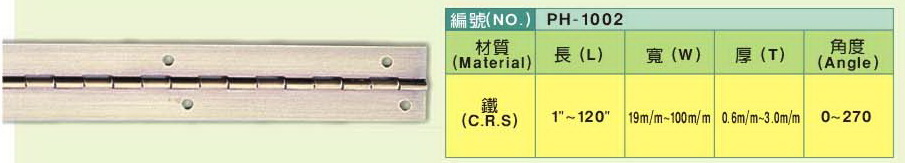 編號(NO.) PH-1002
材質 長 (L) 寬 (W) 厚 (T) 角度
(Material) (Angle)
鐵 1"~120" 19m/m~100m/m 0.6m/m~3.0m/m 0~270
(C.R.S)